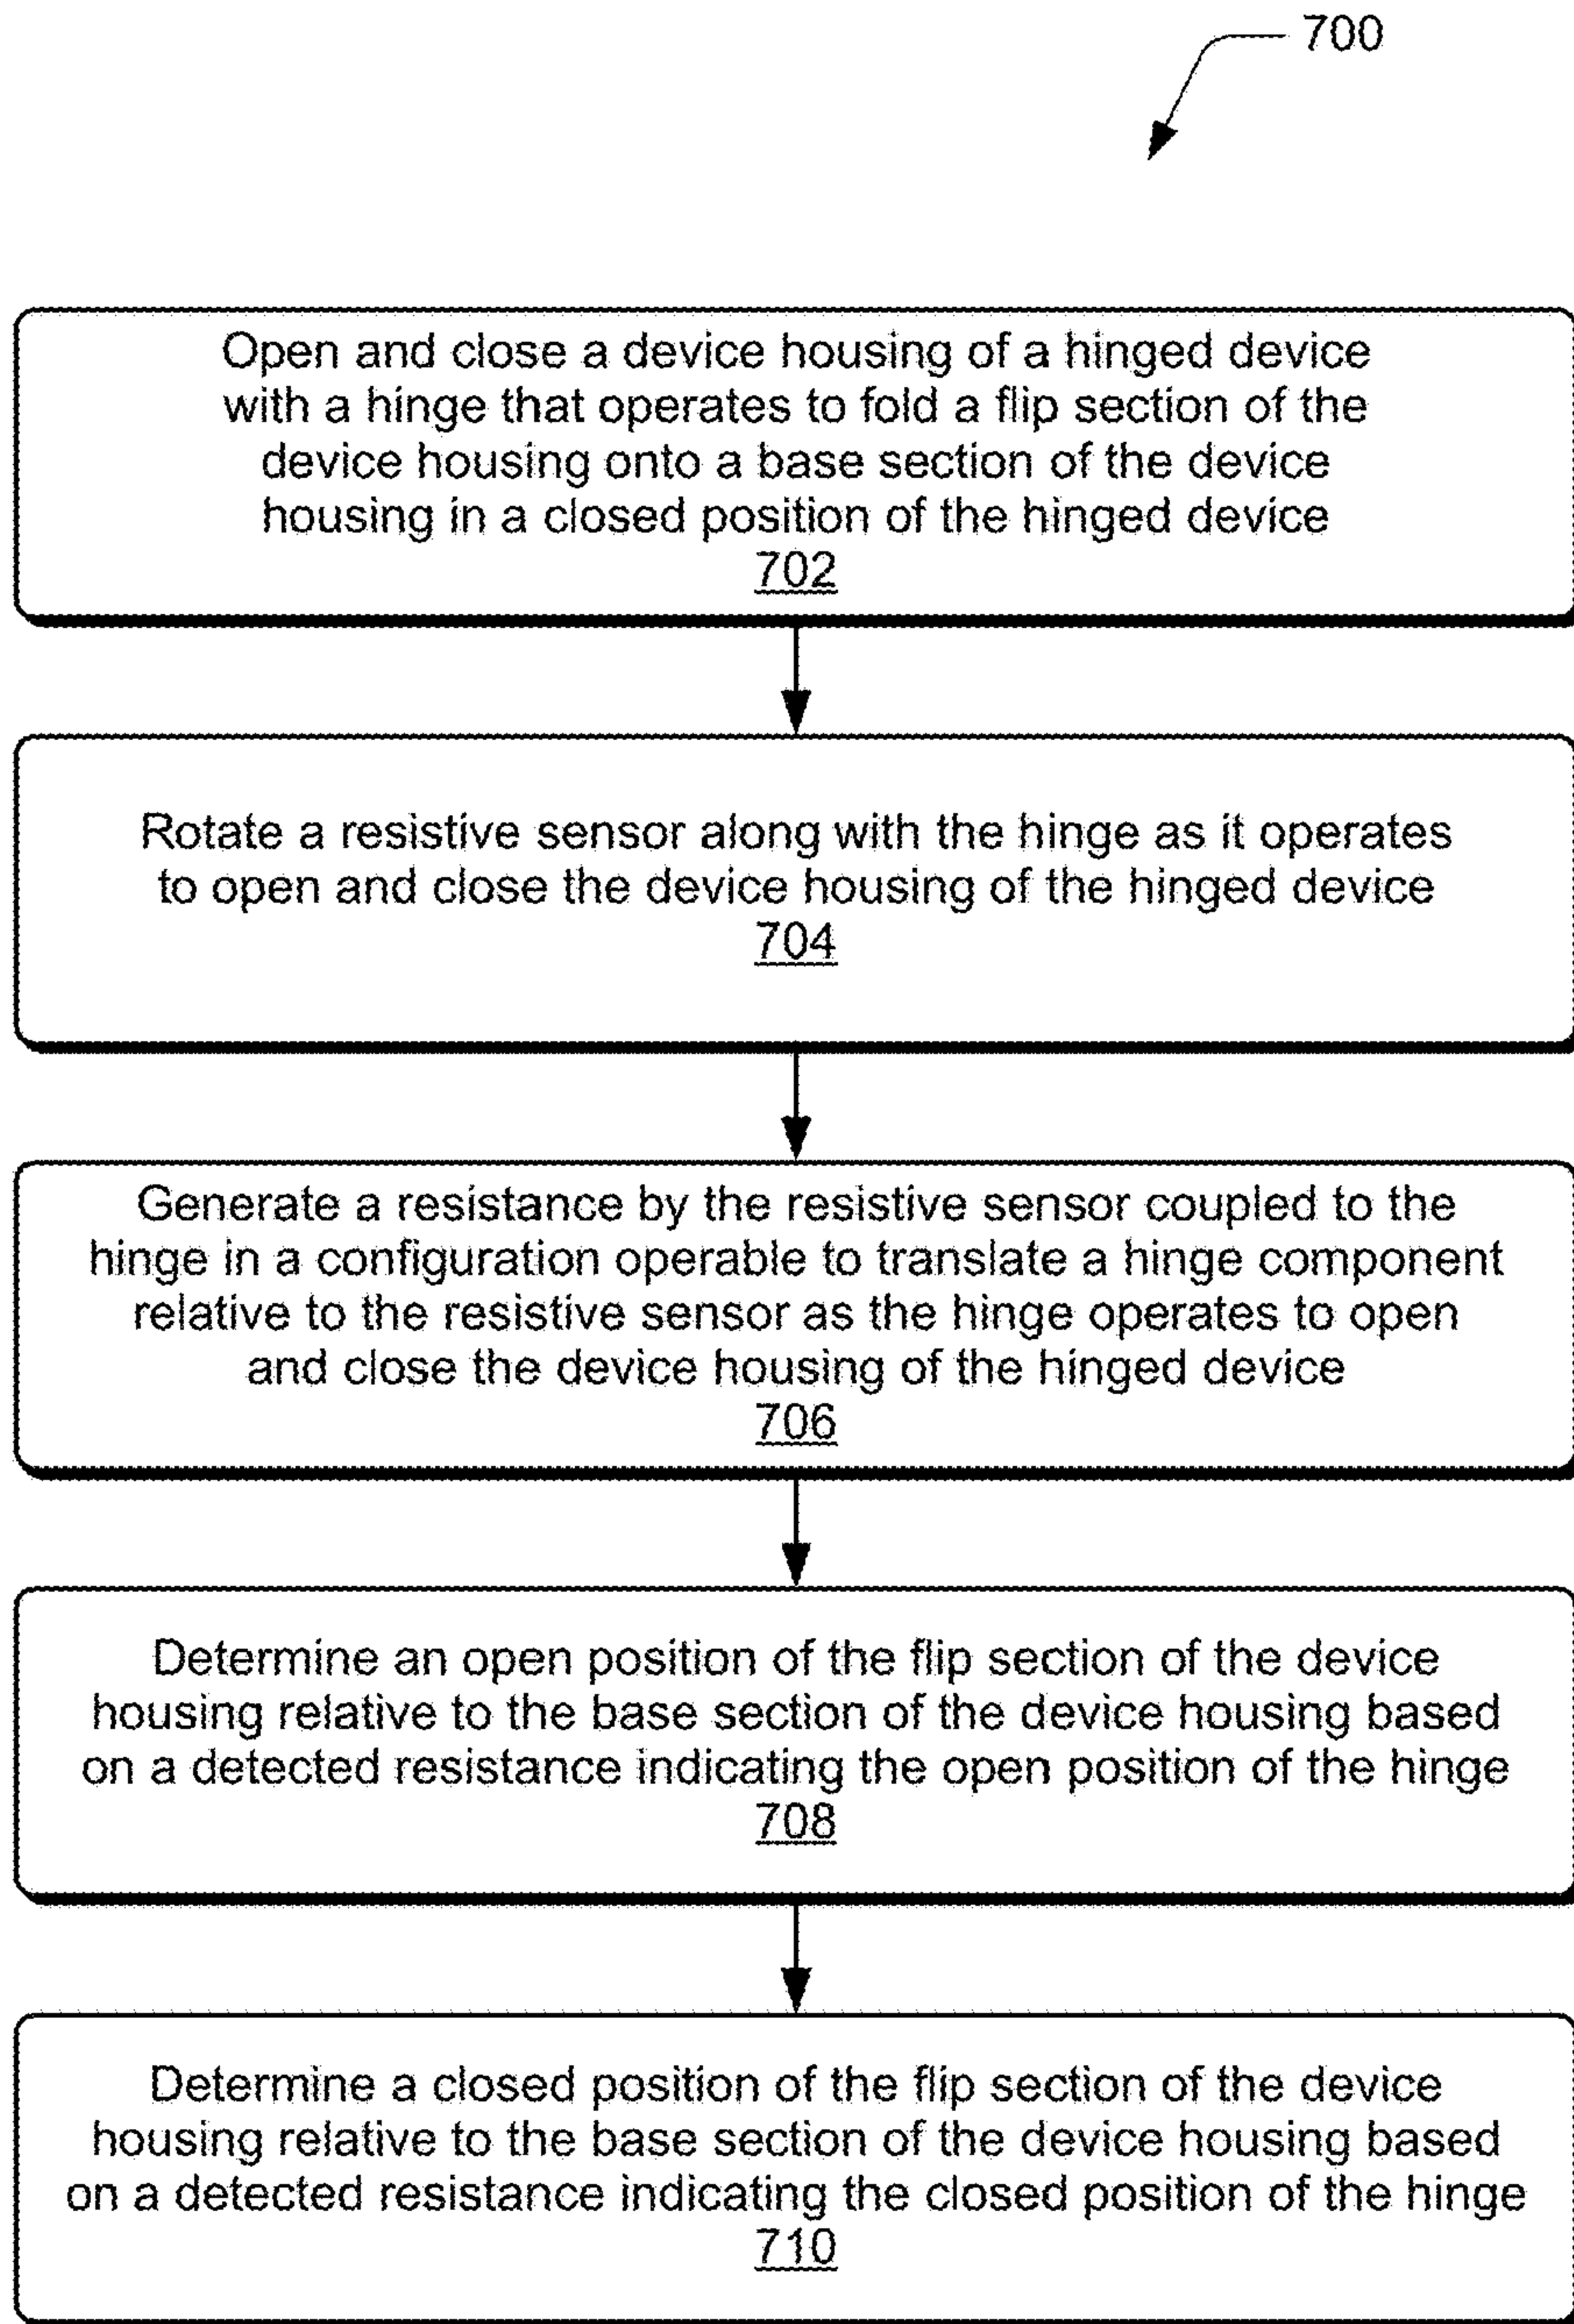 700
Open and close a device housing of a hinged device
with a hinge that operates to fold a flip section of the
device housing onto a base section of the device
housing in a closed position of the hinged device
702
Rotate a resistive sensor along with the hinge as it operates
to open and close the device housing of the hinged device
704
Generate a resistance by the resistive sensor coupled to the
hinge in a configuration operable to translate a hinge component
relative to the resistive sensor as the hinge operates to open
and close the device housing of the hinged device
706
Determine an open position of the flip section of the device
housing relative to the base section of the device housing based
on a detected resistance indicating the open position of the hinge
708
Determine a closed position of the flip section of the device
housing relative to the base section of the device housing based
on a detected resistance indicating the closed position of the hinge
710